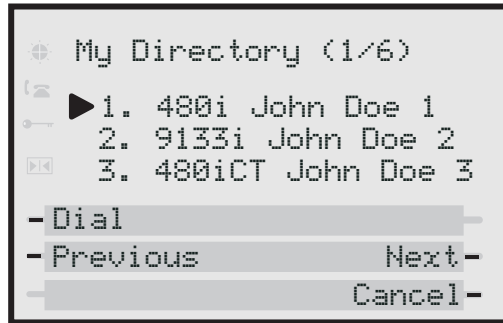 My Directory (1/6)
1. 480i John Doe 1
2. 9133i John Doe 2
3. 480iCT John Doe 3
Dial
Previous Next
Cancel